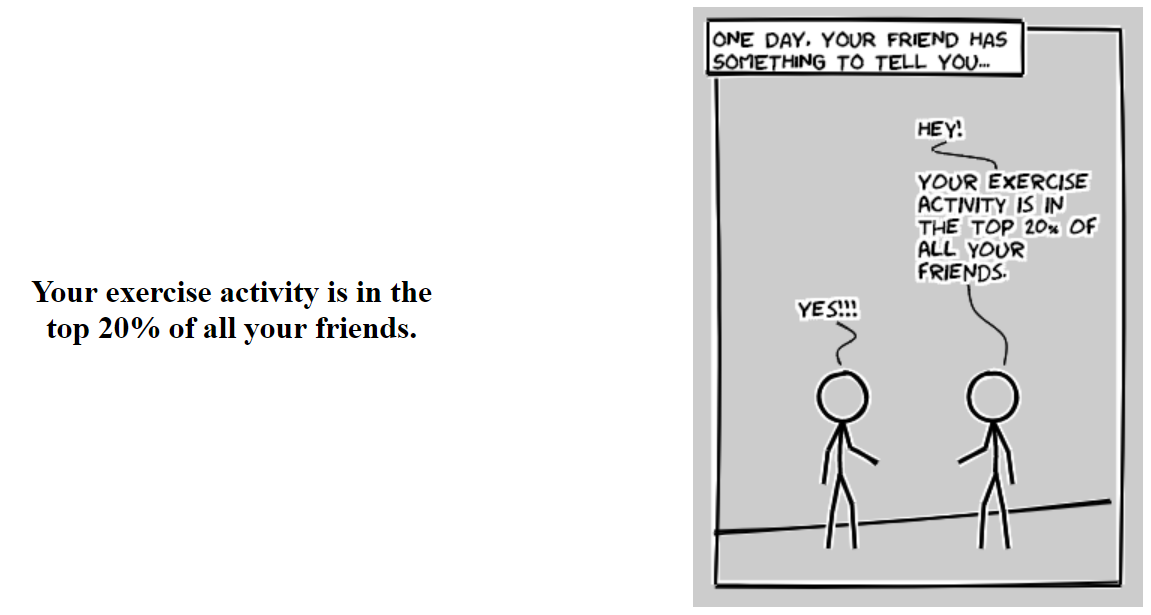 Your exercise activity is in the
top 20% of all your friends.
ONE DAY, YOUR FRIEND HAS
SOMETHING TO TELL YOU...
HEY!
YOUR EXERCISE
ACTIVITY IS IN
THE TOP 20% OF
ALL YOUR
FRIENDS.
YES!!!